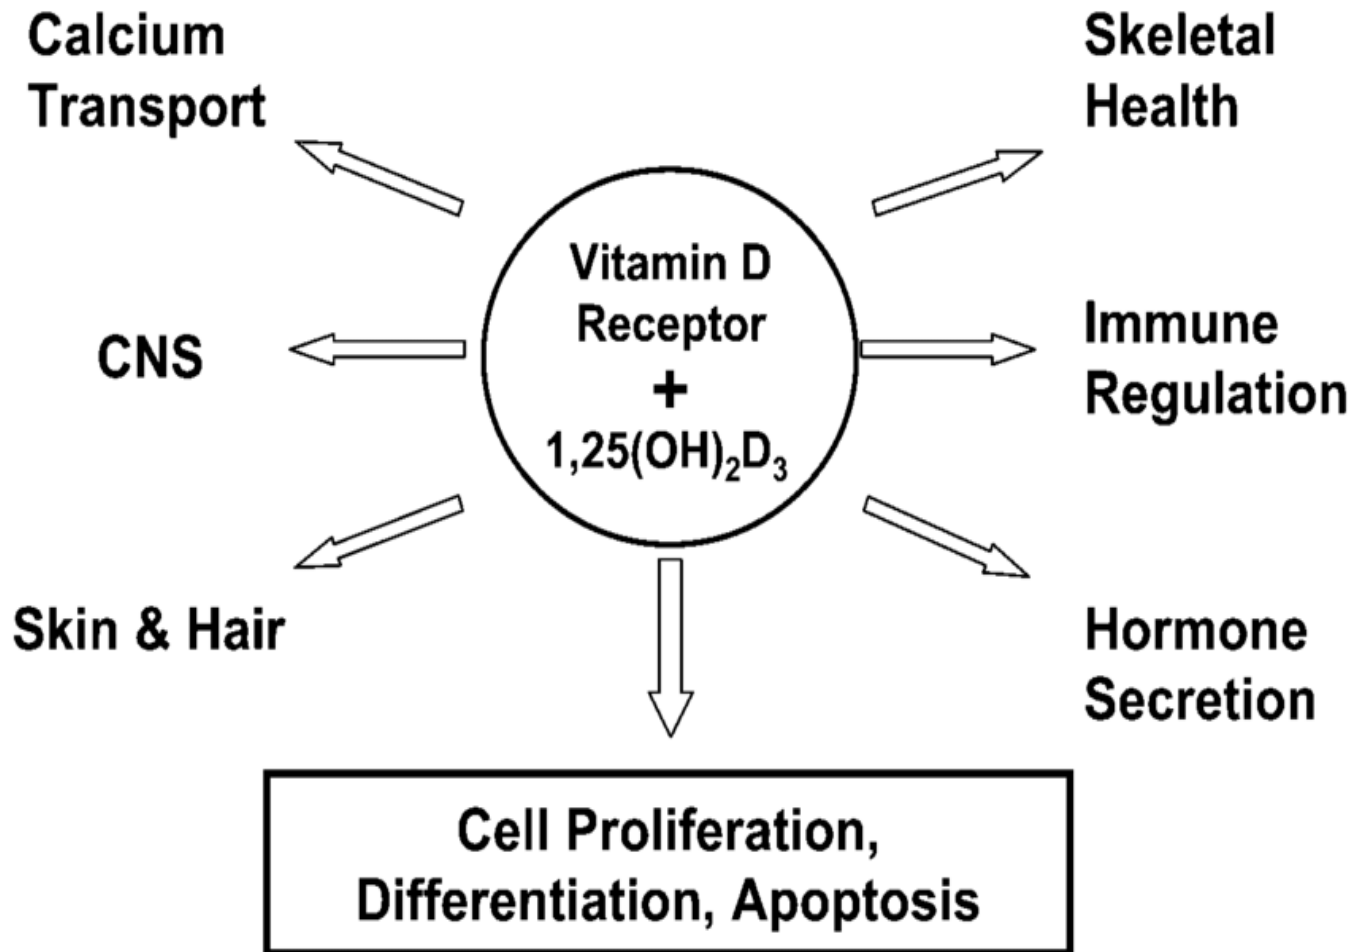 Calcium
Transport
Skeletal
Health
Vitamin D
Receptor
+
1,25(OH)₂D₃
CNS
Immune
Regulation
Skin & Hair
Hormone
Secretion
Cell Proliferation,
Differentiation, Apoptosis